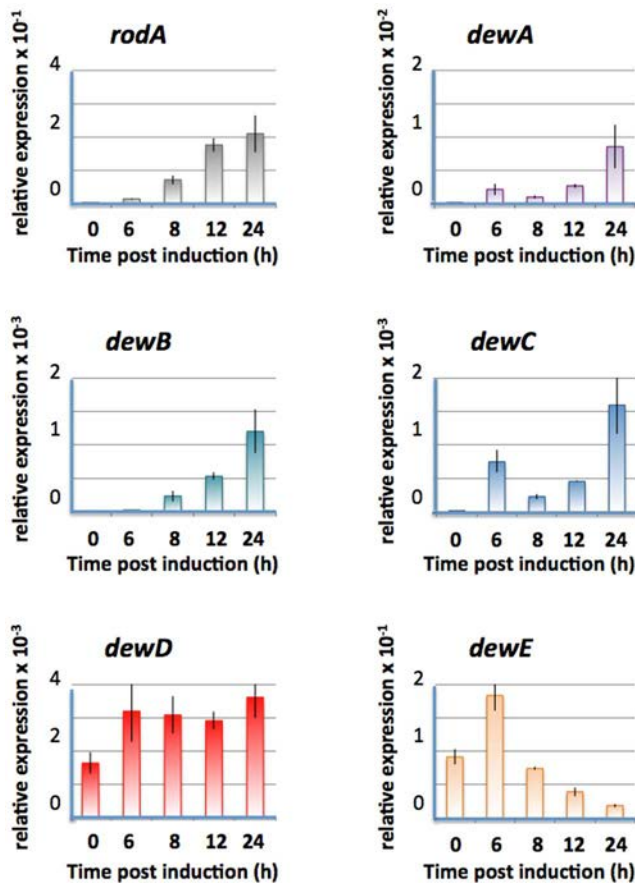 rodA
relative expression x 10-1
4
2
0
0 6 8 12 24
Time post induction (h)
dewA
relative expression x 10-2
2
1
0
0 6 8 12 24
Time post induction (h)
dewB
relative expression x 10-3
2
1
0
0 6 8 12 24
Time post induction (h)
dewC
relative expression x 10-3
2
1
0
0 6 8 12 24
Time post induction (h)
dewD
relative expression x 10-3
4
2
0
0 6 8 12 24
Time post induction (h)
dewE
relative expression x 10-1
2
1
0
0 6 8 12 24
Time post induction (h)